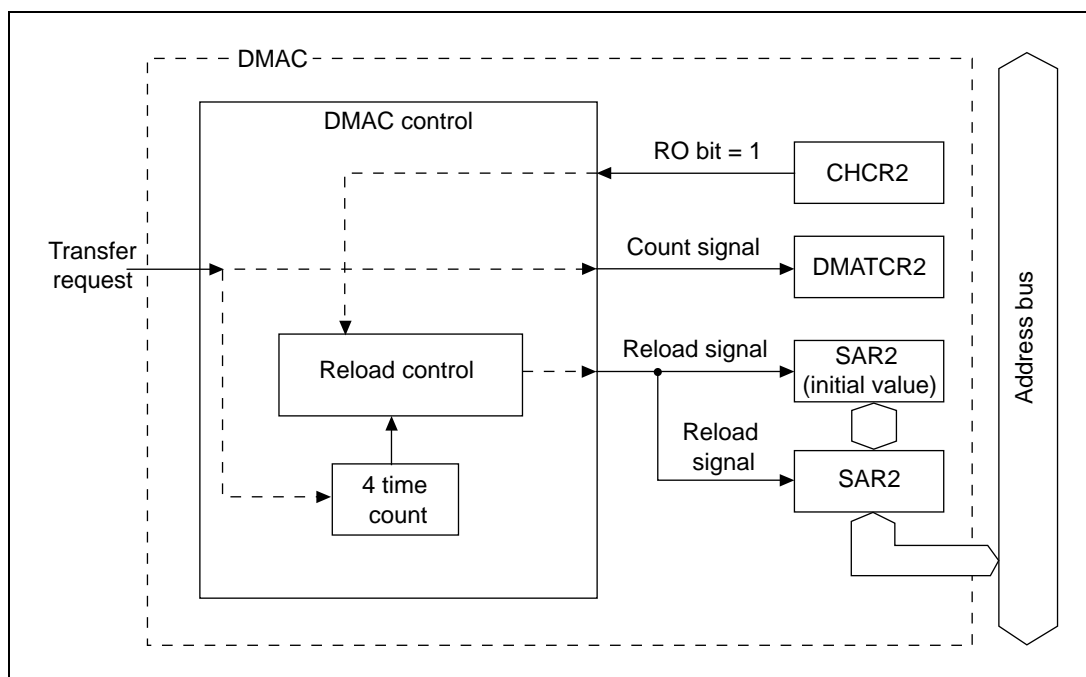 DMAC
DMAC control
RO bit = 1
CHCR2
Transfer
request
Count signal
DMATCR2
Reload control
Reload signal
SAR2
(initial value)
Reload
signal
SAR2
4 time
count
Address bus